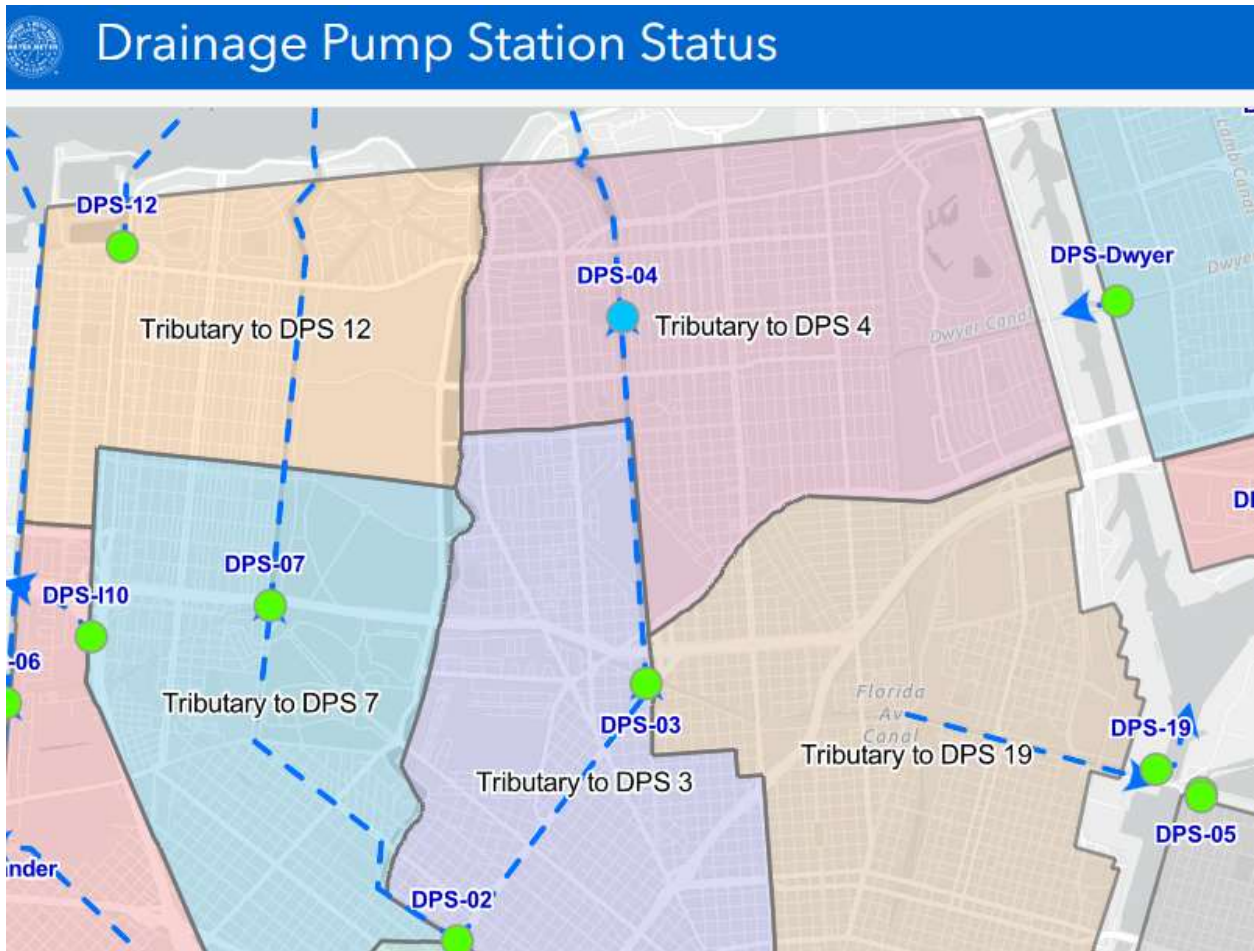 Drainage Pump Station Status
DPS-12
DPS-04
DPS-Dwyer
Lamb Canal
Tributary to DPS 12
Tributary to DPS 4
Dwyer Canal
Dwyer
DPS-07
DPS-I10
-06
Tributary to DPS 7
Florida
Av
Canal
DPS-03
DPS-19
Tributary to DPS 3
Tributary to DPS 19
DPS-05
ander
DPS-02